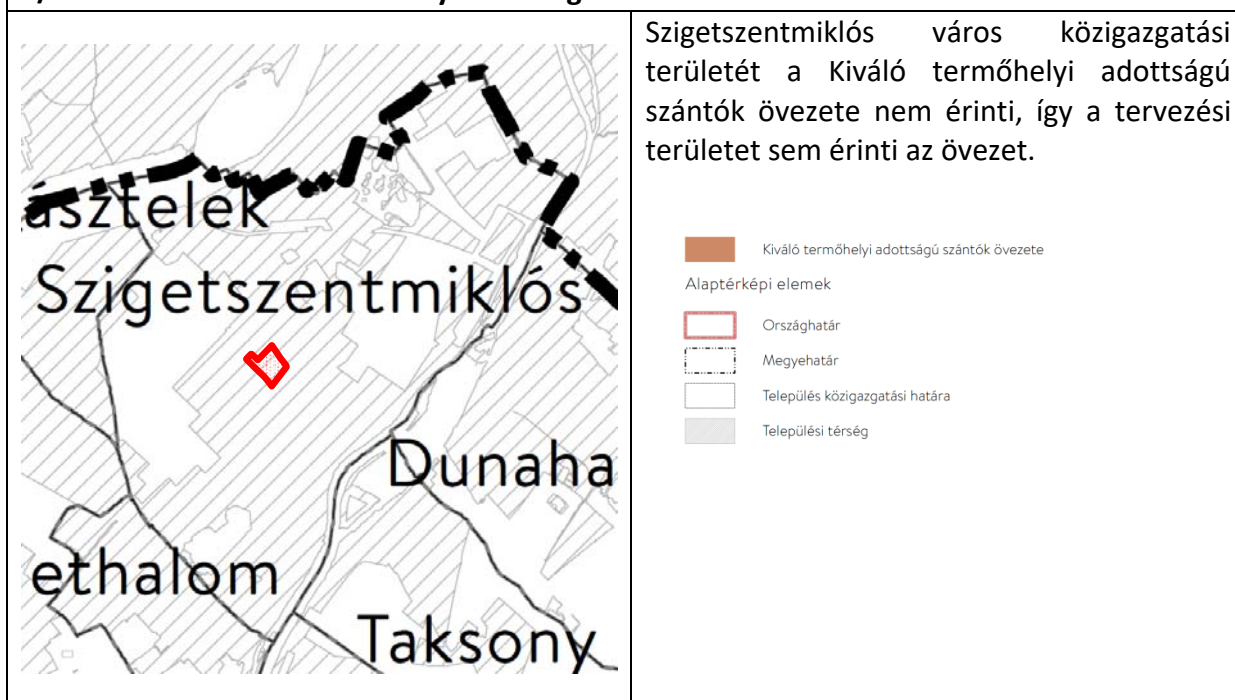 Szigetszentmiklós város közigazgatási
területét a Kiváló termőhelyi adottságú
szántók övezete nem érinti, így a tervezési
területet sem érinti az övezet.
ásztelek
Szigetszentmiklós
Dunaha
ethalom
Taksony
Kiváló termőhelyi adottságú szántók övezete
Alaptérképi elemek
Országhatár
Megyehatár
Település közigazgatási határa
Települési térség